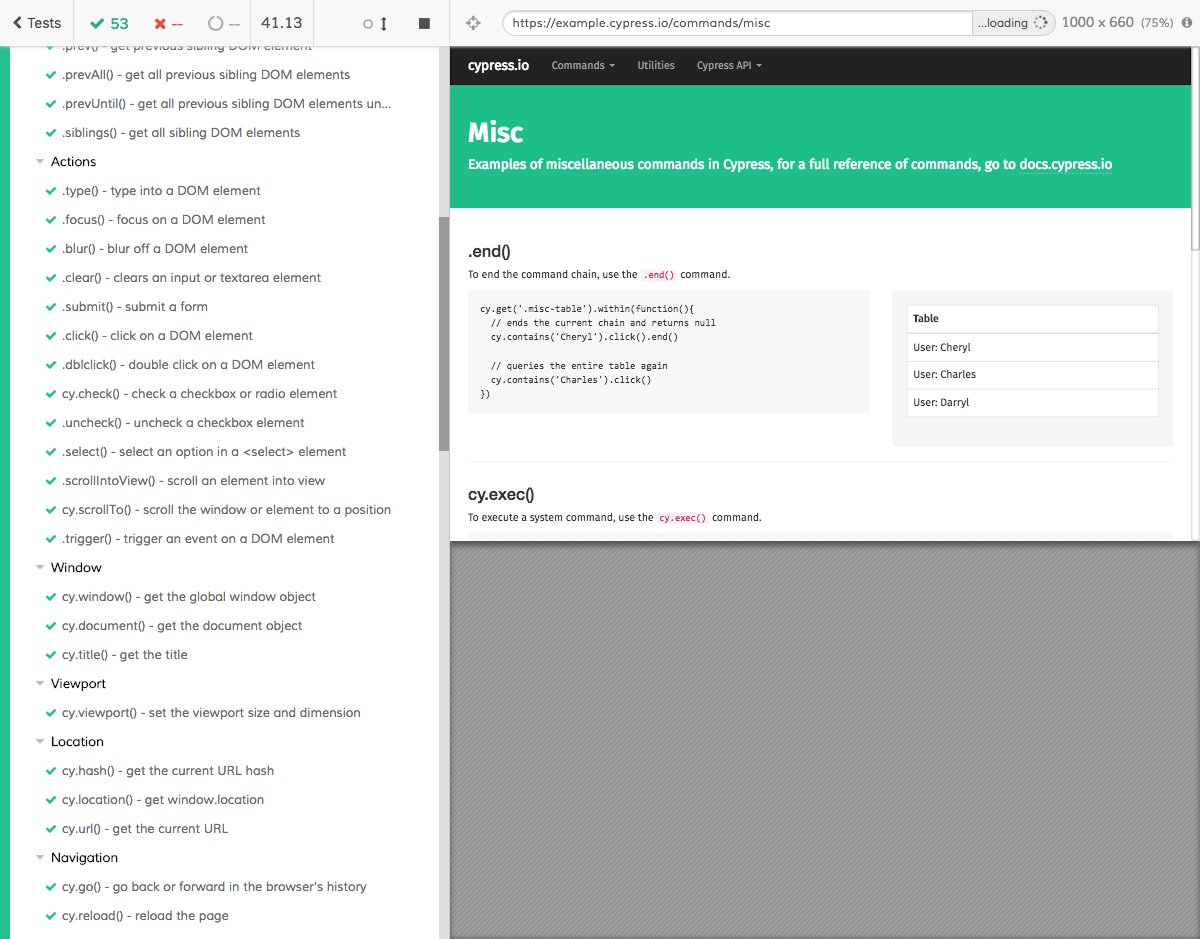 Tests 53 -- -- 41.13
https://example.cypress.io/commands/misc ...loading 1000 x 660 (75%)
.prev() - get previous sibling DOM element
.prevAll() - get all previous sibling DOM elements
.prevUntil() - get all previous sibling DOM elements un...
.siblings() - get all sibling DOM elements
Actions
.type() - type into a DOM element
.focus() - focus on a DOM element
.blur() - blur off a DOM element
.clear() - clears an input or textarea element
.submit() - submit a form
.click() - click on a DOM element
.dblclick() - double click on a DOM element
cy.check() - check a checkbox or radio element
.uncheck() - uncheck a checkbox element
.select() - select an option in a <select> element
.scrollIntoView() - scroll an element into view
cy.scrollTo() - scroll the window or element to a position
.trigger() - trigger an event on a DOM element
Window
cy.window() - get the global window object
cy.document() - get the document object
cy.title() - get the title
Viewport
cy.viewport() - set the viewport size and dimension
Location
cy.hash() - get the current URL hash
cy.location() - get window.location
cy.url() - get the current URL
Navigation
cy.go() - go back or forward in the browser's history
cy.reload() - reload the page
cypress.io Commands Utilities Cypress API
Misc
Examples of miscellaneous commands in Cypress, for a full reference of commands, go to docs.cypress.io
.end()
To end the command chain, use the .end() command.
cy.get('.misc-table').within(function(){
// ends the current chain and returns null
cy.contains('Cheryl').click().end()
// queries the entire table again
cy.contains('Charles').click()
})
Table
User: Cheryl
User: Charles
User: Darryl
cy.exec()
To execute a system command, use the cy.exec() command.